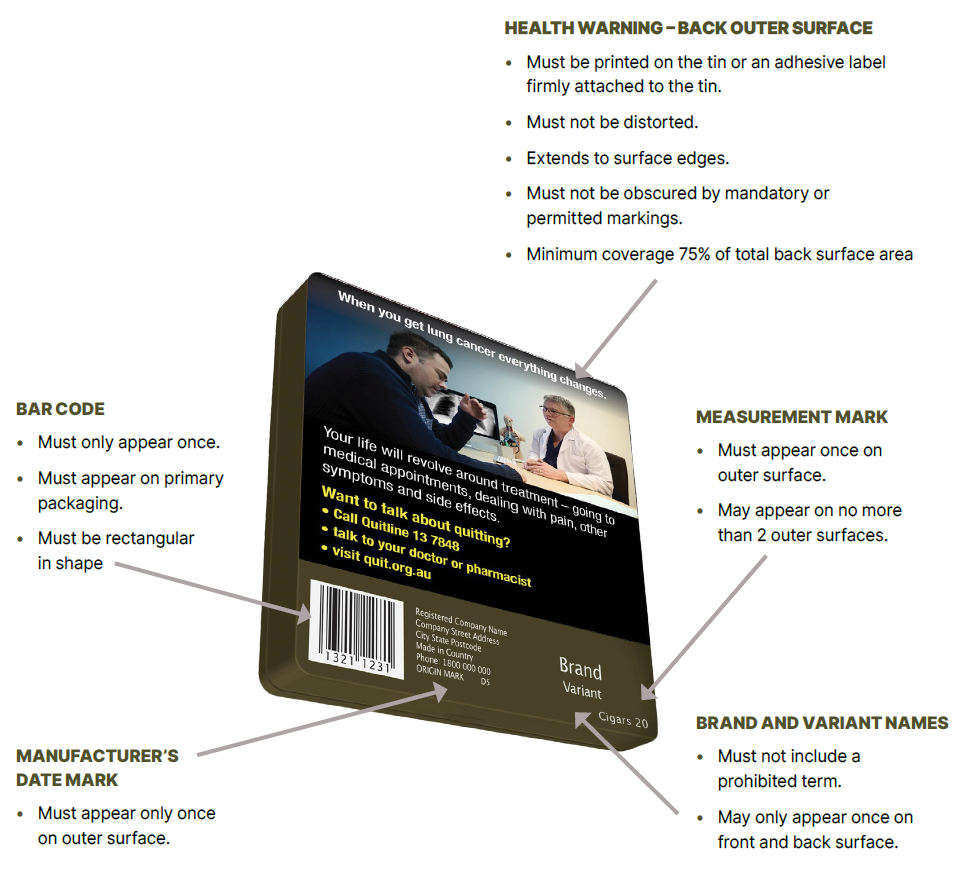 HEALTH WARNING – BACK OUTER SURFACE
• Must be printed on the tin or an adhesive label
firmly attached to the tin.
• Must not be distorted.
• Extends to surface edges.
• Must not be obscured by mandatory or
permitted markings.
• Minimum coverage 75% of total back surface area
When you get lung cancer everything changes.
Your life will revolve around treatment – going to
medical appointments, dealing with pain, other
symptoms and side effects.
Want to talk about quitting?
• Call Quitline 13 7848
• talk to your doctor or pharmacist
• visit quit.org.au
1321 1231
Registered Company Name
Company Street Address
City State Postcode
Made in Country
Phone: 1800 000 000
ORIGIN MARK D5
Brand
Variant
Cigars 20
BAR CODE
• Must only appear once.
• Must appear on primary
packaging.
• Must be rectangular
in shape
MEASUREMENT MARK
• Must appear once on
outer surface.
• May appear on no more
than 2 outer surfaces.
MANUFACTURER'S
DATE MARK
• Must appear only once
on outer surface.
BRAND AND VARIANT NAMES
• Must not include a
prohibited term.
• May only appear once on
front and back surface.